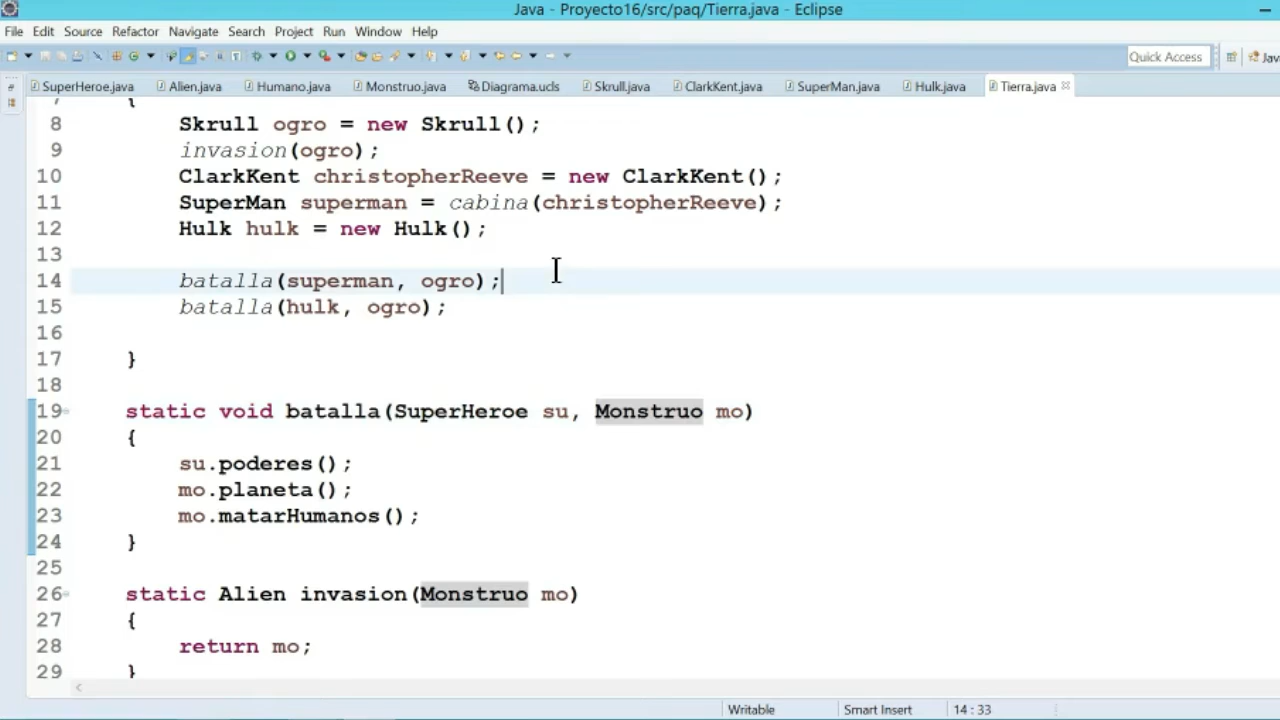 Java - Proyecto16/src/paq/Tierra.java - Eclipse
File Edit Source Refactor Navigate Search Project Run Window Help
Quick Access Jav
SuperHeroe.java Alien.java Humano.java Monstruo.java Diagrama.ucls Skrull.java ClarkKent.java SuperMan.java Hulk.java Tierra.java
7 {
8 Skrull ogro = new Skrull();
9 invasion(ogro);
10 ClarkKent christopherReeve = new ClarkKent();
11 SuperMan superman = cabina(christopherReeve);
12 Hulk hulk = new Hulk();
13
14 batalla(superman, ogro);
15 batalla(hulk, ogro);
16
17 }
18
19 static void batalla(SuperHeroe su, Monstruo mo)
20 {
21 su.poderes();
22 mo.planeta();
23 mo.matarHumanos();
24 }
25
26 static Alien invasion(Monstruo mo)
27 {
28 return mo;
29 }
Writable Smart Insert 14 : 33